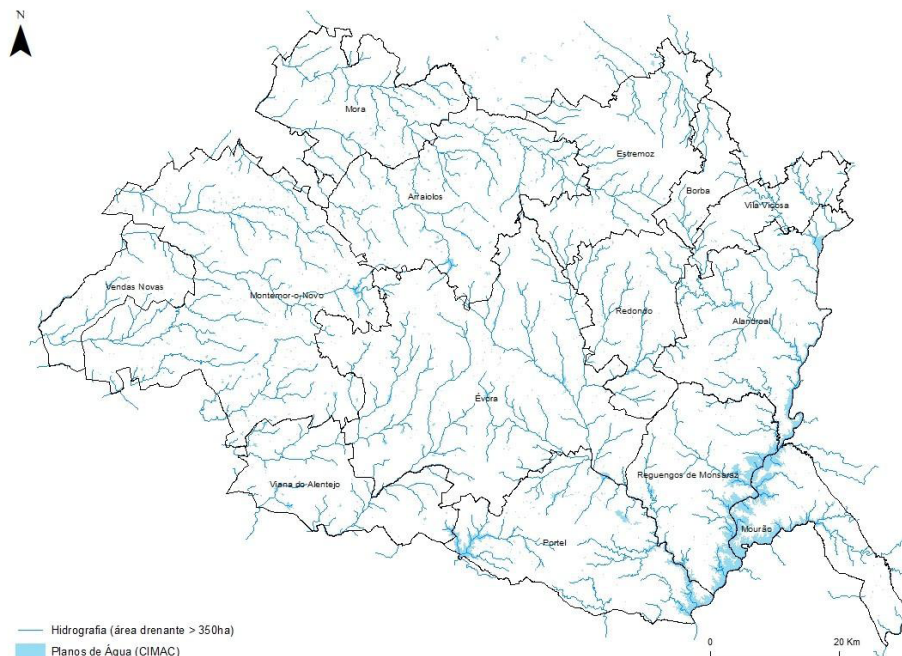 N
Mora
Estremoz
Borba
Arraiolos
Vila Viçosa
Vendas Novas
Montemor-o-Novo
Redondo
Alandroal
Évora
Reguengos de Monsaraz
Viana do Alentejo
Mourão
Portel
Hidrografia (área drenante > 350ha)
Planos de Água (CIMAC)
0 20 Km